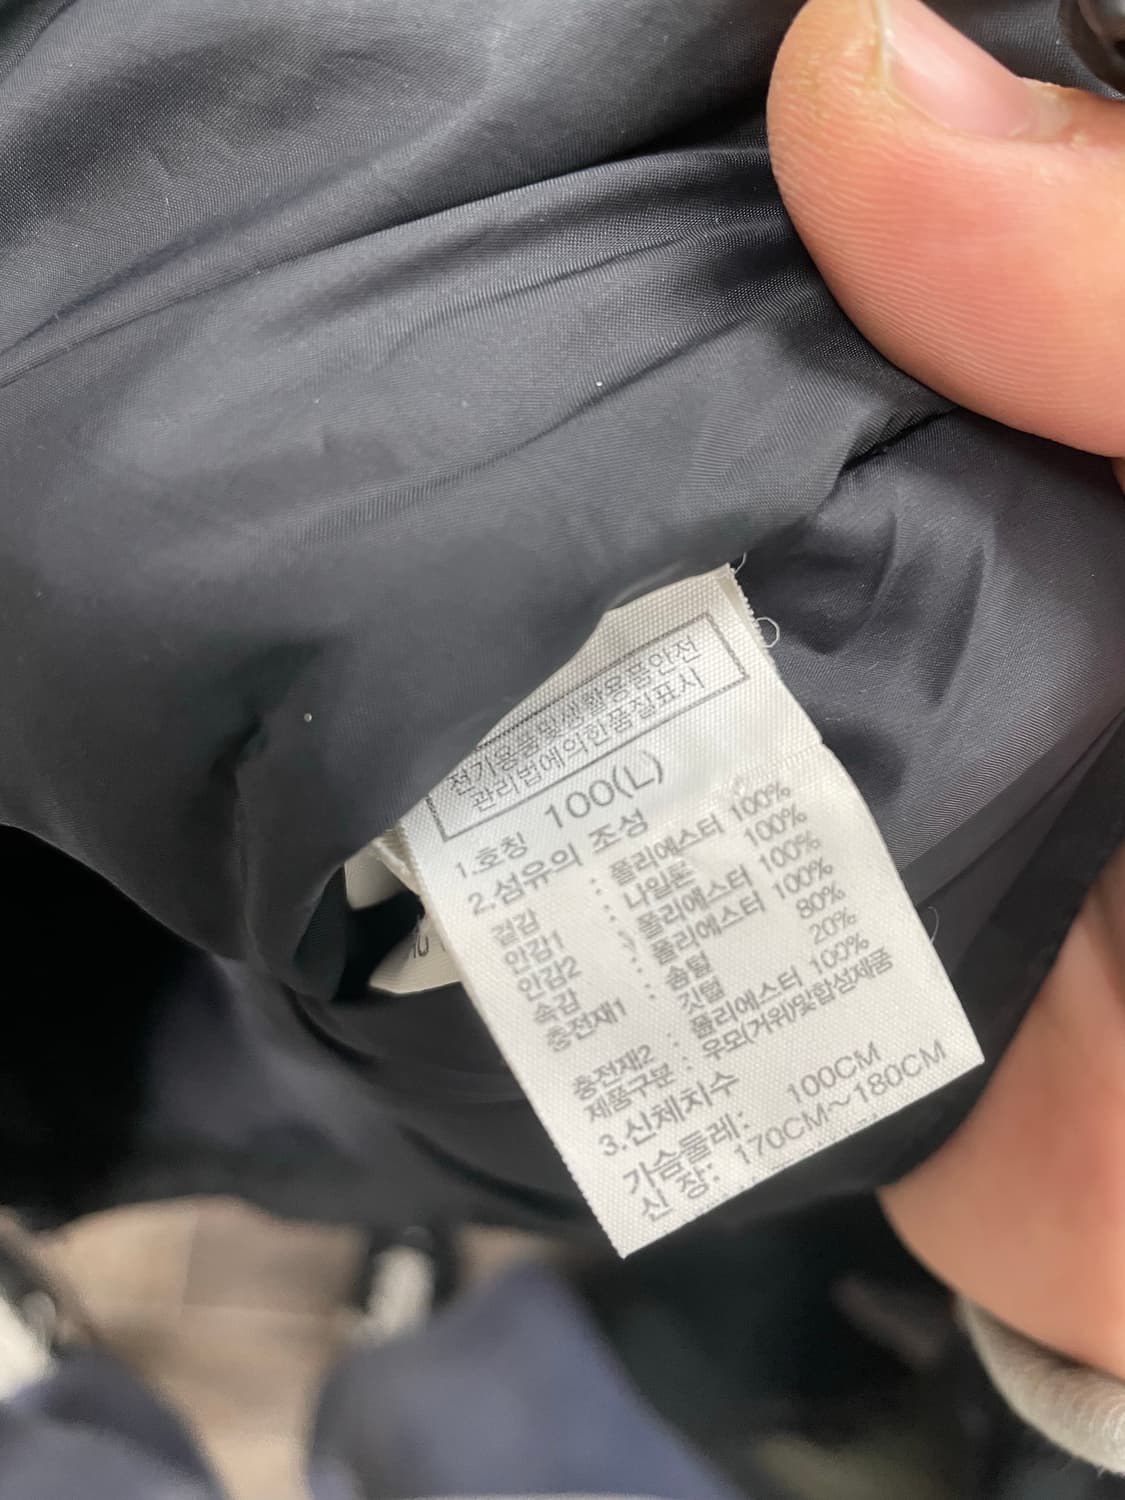 전기용품및생활용품안전
관리법에의한품질표시
1.호칭 100(L)
2.섬유의 조성
겉감 : 폴리에스터 100%
안감1 : 나일론 100%
안감2 : 폴리에스터 100%
속감 : 폴리에스터 100%
충전재1 : 솜털 80%
깃털 20%
충전재2 : 폴리에스터 100%
제품구분 : 우모(거위)및합성제품
3.신체치수
가슴둘레: 100CM
신 장: 170CM~180CM